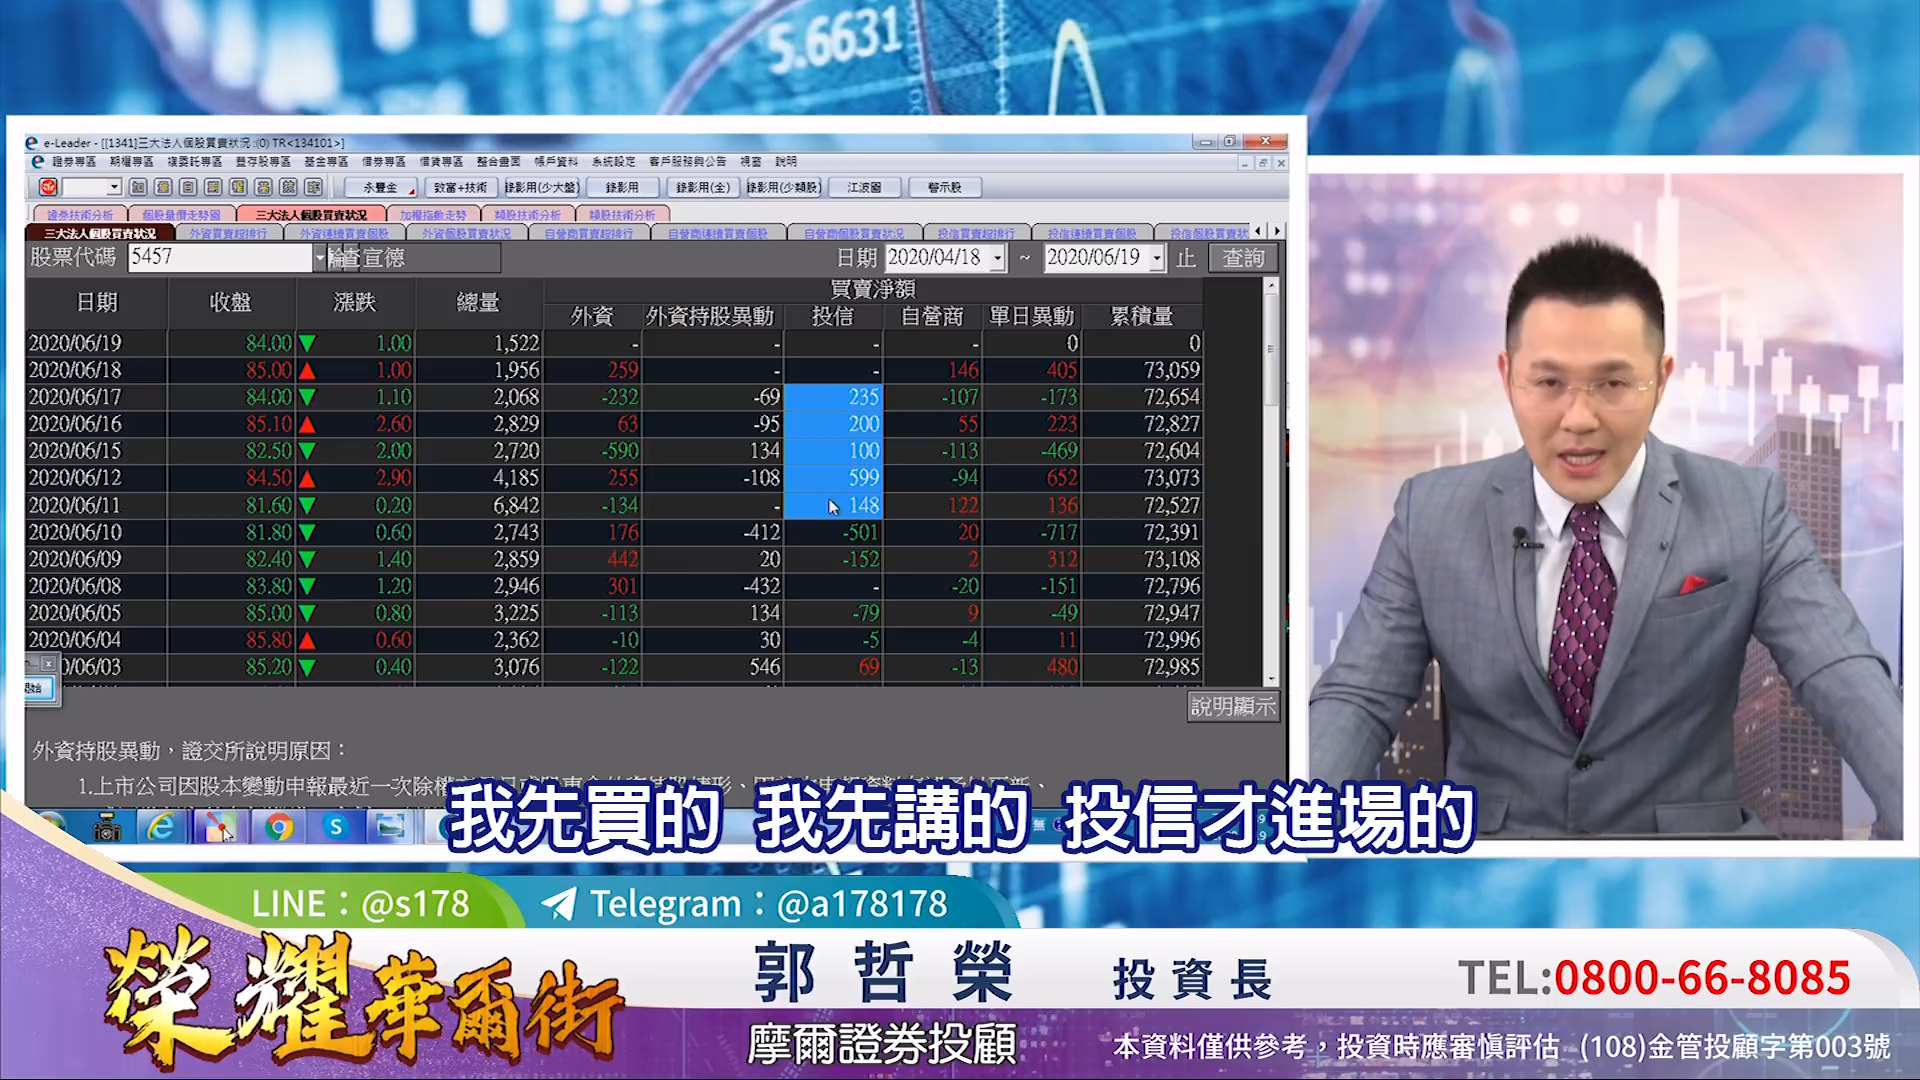 5.6631
e-Leader - [[1341]三大法人個股買賣狀況:(0) TR<134101>]
證券專區 期權專區 複委託專區 豐存股專區 基金專區 借券專區 借貸專區 整合畫面 帳戶資料 系統設定 客戶服務與公告 視窗 說明
永豐金 致富+技術 錄影用(少大盤) 錄影用 錄影用(全) 錄影用(少類股) 江波圖 警示股
證券技術分析 個股量價走勢圖 三大法人個股買賣狀況 加權指數走勢 類股技術分析 類股技術分析
三大法人個股買賣狀況 外資買賣超排行 外資連續買賣個股 外資個股買賣狀況 自營商買賣超排行 自營商連續買賣個股 自營商個股買賣狀況 投信買賣超排行 投信連續買賣個股 投信個股買賣狀
股票代碼 5457 宣德 日期 2020/04/18 ~ 2020/06/19 止 查詢
買賣淨額
日期 收盤 漲跌 總量 外資 外資持股異動 投信 自營商 單日異動 累積量
2020/06/19 84.00 ▼ 1.00 1,522 - - - - 0 0
2020/06/18 85.00 ▲ 1.00 1,956 259 - - 146 405 73,059
2020/06/17 84.00 ▼ 1.10 2,068 -232 -69 235 -107 -173 72,654
2020/06/16 85.10 ▲ 2.60 2,829 63 -95 200 55 223 72,827
2020/06/15 82.50 ▼ 2.00 2,720 -590 134 100 -113 -469 72,604
2020/06/12 84.50 ▲ 2.90 4,185 255 -108 599 -94 652 73,073
2020/06/11 81.60 ▼ 0.20 6,842 -134 - 148 122 136 72,527
2020/06/10 81.80 ▼ 0.60 2,743 176 -412 -501 20 -717 72,391
2020/06/09 82.40 ▼ 1.40 2,859 442 20 -152 2 312 73,108
2020/06/08 83.80 ▼ 1.20 2,946 301 -432 - -20 -151 72,796
2020/06/05 85.00 ▼ 0.80 3,225 -113 134 -79 9 -49 72,947
2020/06/04 85.80 ▲ 0.60 2,362 -10 30 -5 -4 11 72,996
/06/03 85.20 ▼ 0.40 3,076 -122 546 69 -13 480 72,985
說明顯示
外資持股異動，證交所說明原因：
1.上市公司因股本變動申報最近一次除權
我先買的 我先講的 投信才進場的
LINE：@s178
Telegram：@a178178
榮耀華爾街
郭哲榮 投資長
TEL:0800-66-8085
摩爾證券投顧
本資料僅供參考，投資時應審慎評估 (108)金管投顧字第003號